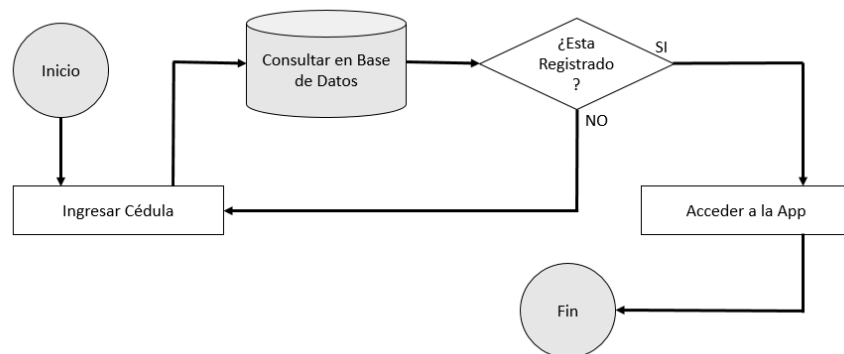 Inicio
Consultar en Base
de Datos
¿Esta
Registrado
?
SI
NO
Ingresar Cédula
Acceder a la App
Fin